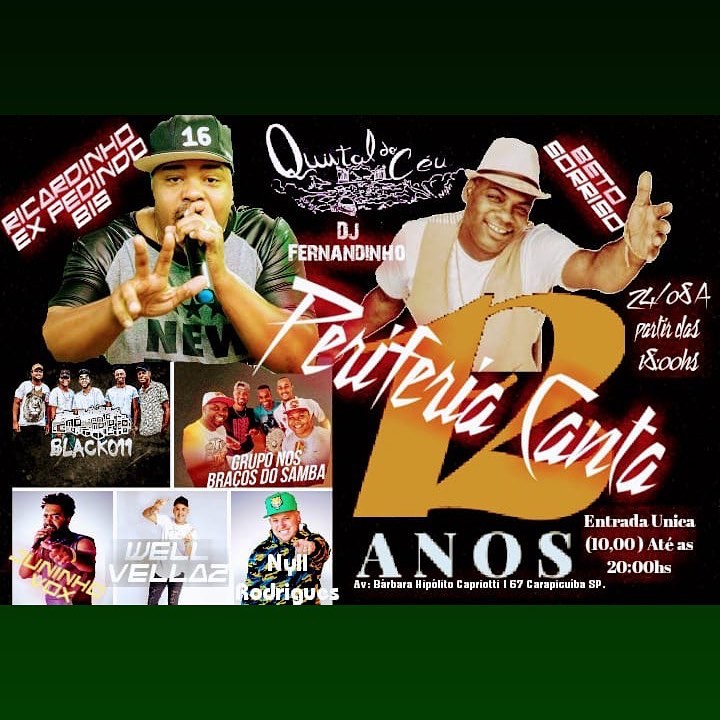 RICARDINHO
EX PEDINDO
BIS
16
NEW
Quintal do Céu
DJ
FERNANDINHO
BETO
SORRISO
24/08 A
partir das
18:00hs
Periferia Canta
12
ANOS
BLACK011
GRUPO NOS
BRAÇOS DO SAMBA
JUNINHO
VOX
WELL
VELLAZ
Null
Rodrigues
Entrada Unica
(10,00) Até as
20:00hs
Av: Bárbara Hipólito Capriotti 167 Carapicuiba SP.